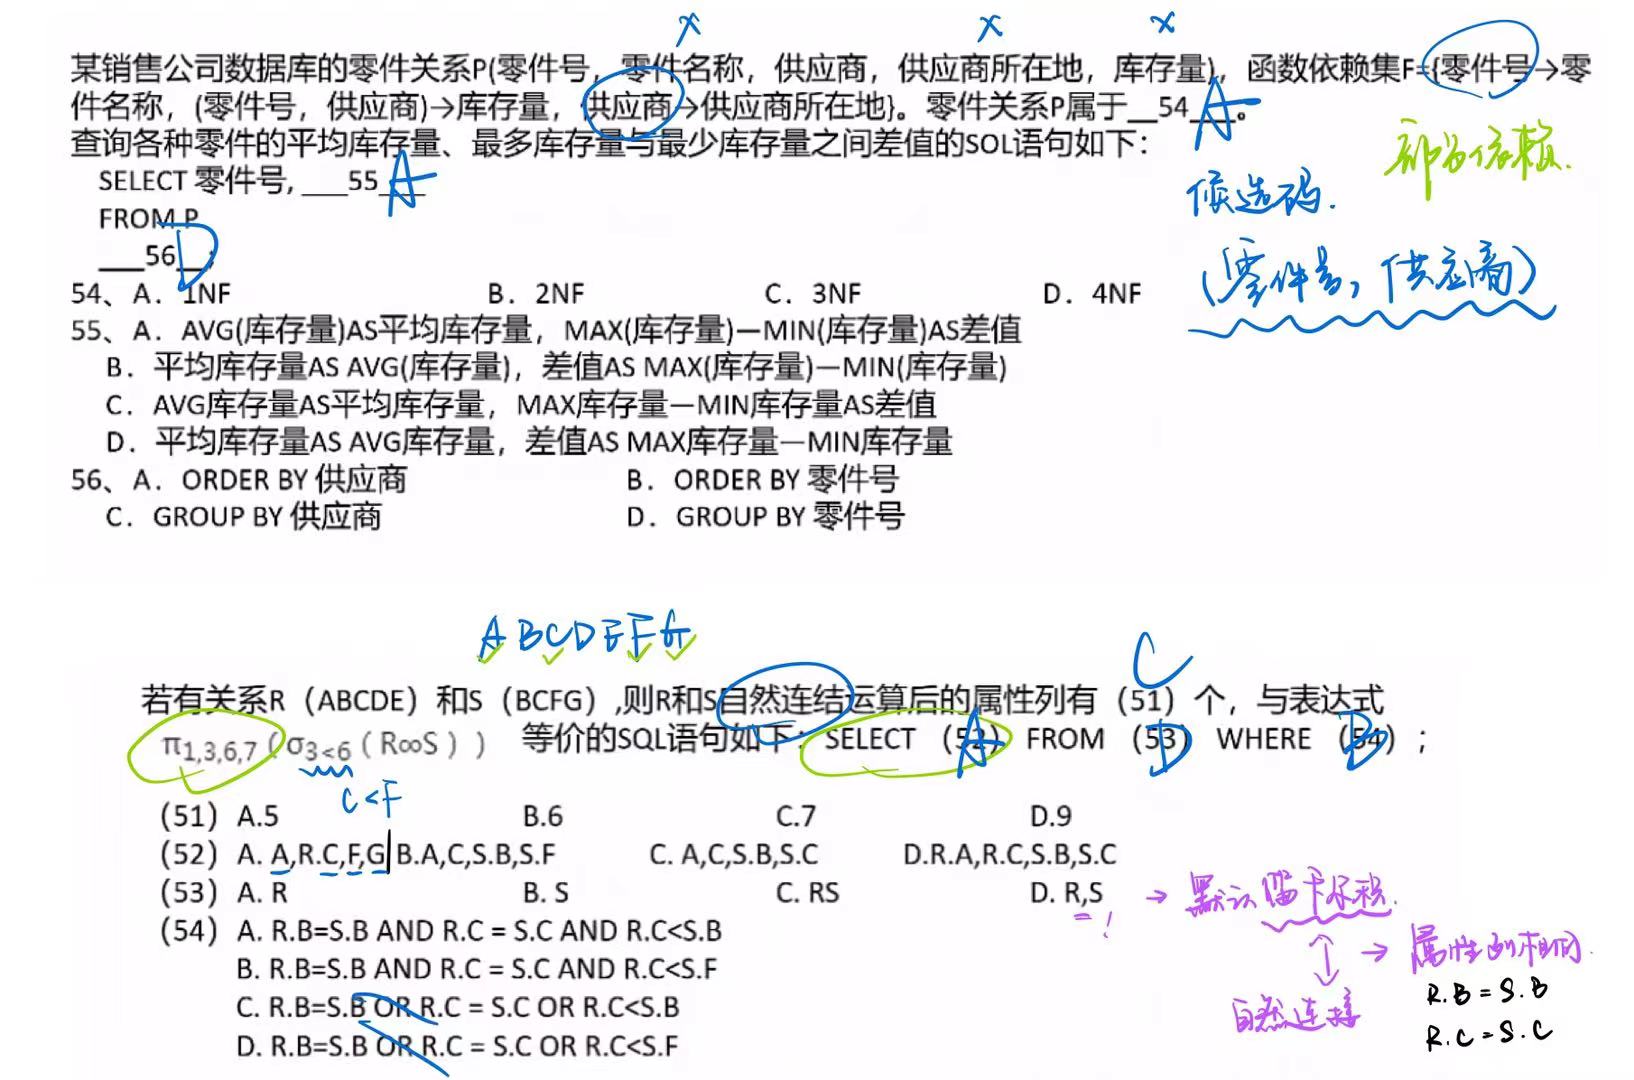 x x x
某销售公司数据库的零件关系P(零件号，零件名称，供应商，供应商所在地，库存量)，函数依赖集F={零件号→零
件名称，(零件号，供应商)→库存量，供应商→供应商所在地}。零件关系P属于__54____。 A
查询各种零件的平均库存量、最多库存量与最少库存量之间差值的SOL语句如下：
部分依赖.
SELECT 零件号, ___55____ A
候选码.
FROM P
___56__; D
(零件号，供应商)
54、A．1NF B．2NF C．3NF D．4NF
55、A．AVG(库存量)AS平均库存量，MAX(库存量)—MIN(库存量)AS差值
B．平均库存量AS AVG(库存量)，差值AS MAX(库存量)—MIN(库存量)
C．AVG库存量AS平均库存量，MAX库存量—MIN库存量AS差值
D．平均库存量AS AVG库存量，差值AS MAX库存量—MIN库存量
56、A．ORDER BY 供应商 B．ORDER BY 零件号
C．GROUP BY 供应商 D．GROUP BY 零件号
A B C D E F G
C
若有关系R（ABCDE）和S（BCFG）,则R和S自然连结运算后的属性列有（51）个，与表达式
π1,3,6,7（σ3<6（R∞S）） 等价的SQL语句如下：SELECT （52） FROM （53） WHERE （54）；
A D B
C<F
（51）A.5 B.6 C.7 D.9
（52）A. A,R.C,F,G B.A,C,S.B,S.F C. A,C,S.B,S.C D.R.A,R.C,S.B,S.C
（53）A. R B. S C. RS D. R,S
→ 默认笛卡尔积.
（54）A. R.B=S.B AND R.C = S.C AND R.C<S.B
→ 属性列相同.
B. R.B=S.B AND R.C = S.C AND R.C<S.F
R.B = S.B
C. R.B=S.B OR R.C = S.C OR R.C<S.B
自然连接
R.C = S.C
D. R.B=S.B OR R.C = S.C OR R.C<S.F